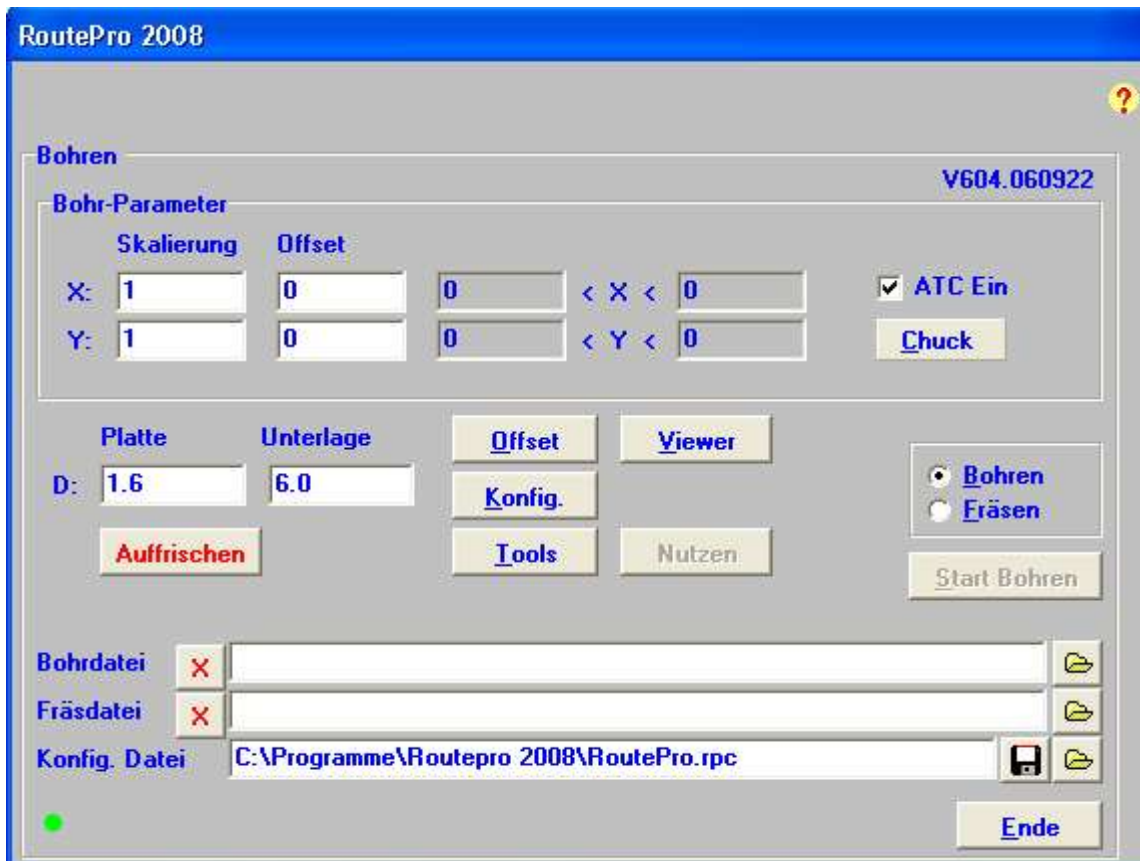 RoutePro 2008
?
Bohren
V604.060922
Bohr-Parameter
Skalierung Offset
X: 1 0 0 < X < 0 ATC Ein
Y: 1 0 0 < Y < 0 Chuck
Platte Unterlage Offset Viewer
D: 1.6 6.0 Konfig. Bohren
Fräsen
Auffrischen Tools Nutzen Start Bohren
Bohrdatei X
Fräsdatei X
Konfig. Datei C:\Programme\Routepro 2008\RoutePro.rpc
Ende